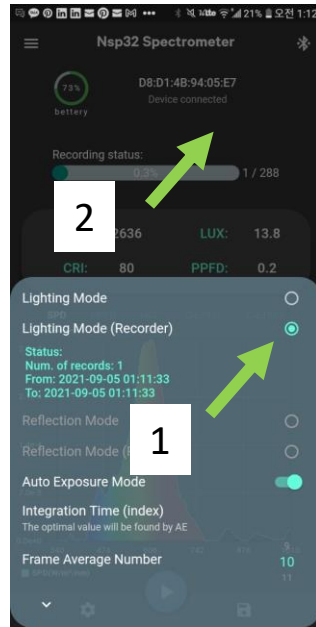 21% 오전 1:12
Nsp32 Spectrometer
73%
bettery
D8:D1:4B:94:05:E7
Device connected
Recording status:
0.3%
1 / 288
2
2636
LUX: 13.8
CRI: 80
PPFD: 0.2
Lighting Mode
SPD
Lighting Mode (Recorder)
Status:
Num. of records: 1
From: 2021-09-05 01:11:33
To: 2021-09-05 01:11:33
Reflection Mode
Reflection Mode
1
Auto Exposure Mode
Integration Time (index)
The optimal value will be found by AE
Frame Average Number
9
10
11